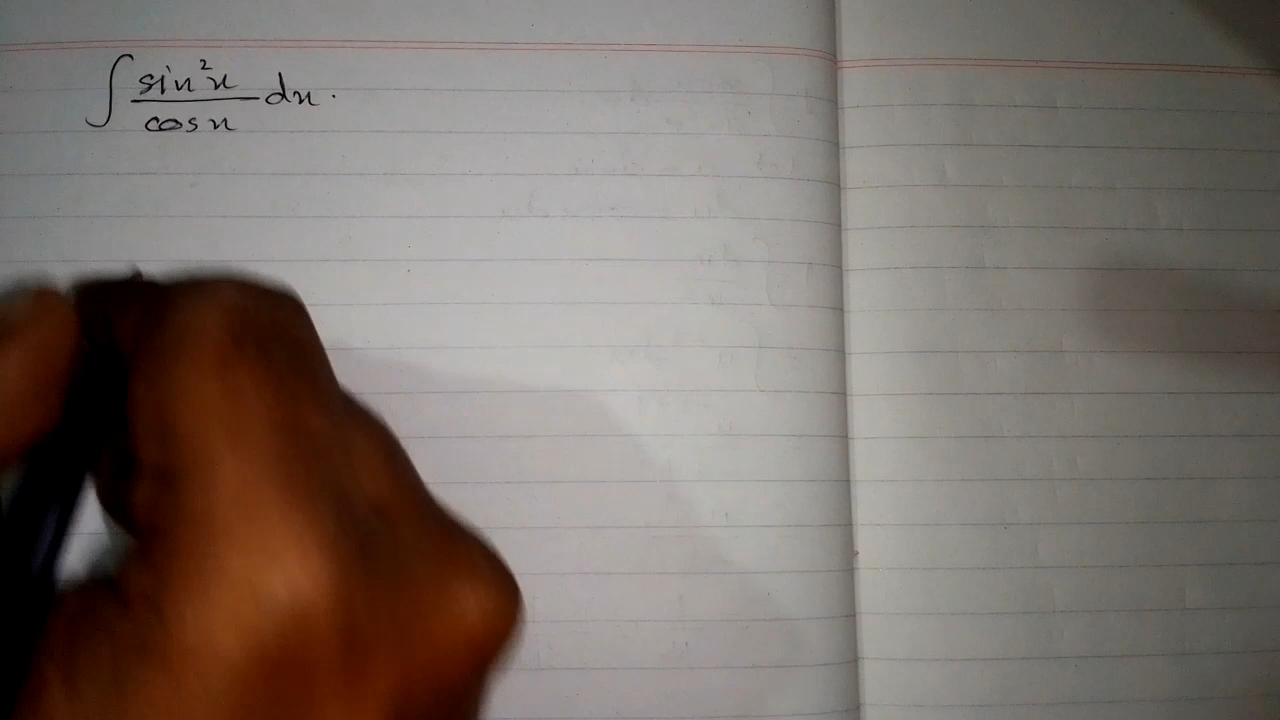 ∫ sin²x / cosx dx.